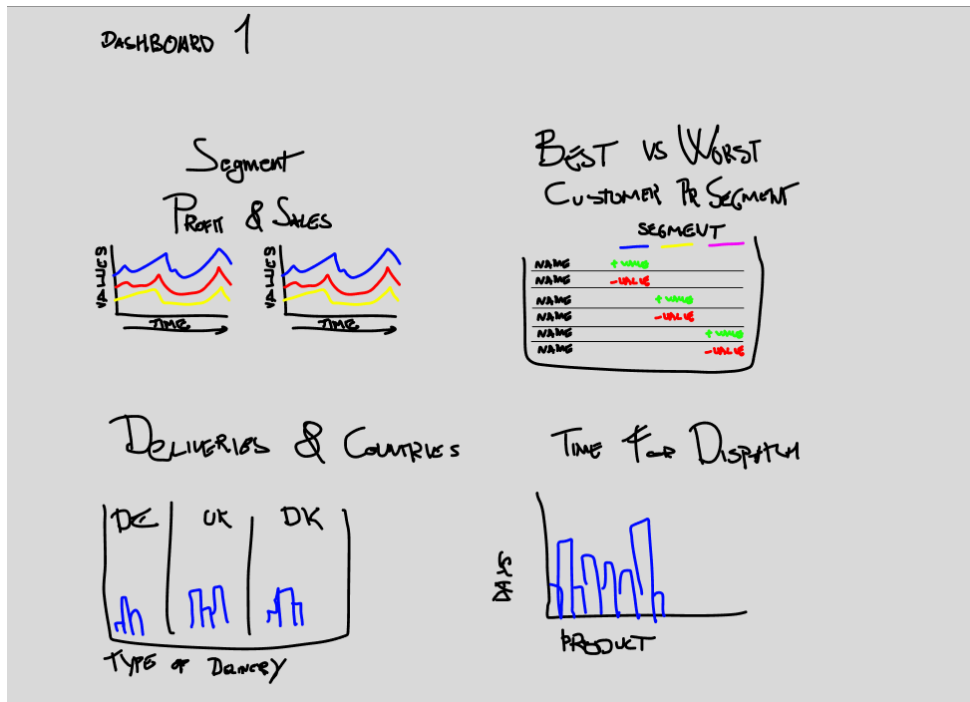 DASHBOARD 1
Segment
PROFIT & SALES
VALUES
TIME
VALUES
TIME
BEST VS WORST
CUSTOMER PR SEGMENT
SEGMENT
NAME + VALUE
NAME - VALUE
NAME + VALUE
NAME - VALUE
NAME + VALUE
NAME - VALUE
DELIVERIES & COUNTRIES
DE UK DK
TYPE OF DELIVERY
TIME FOR DISPATCH
DAYS
PRODUCT